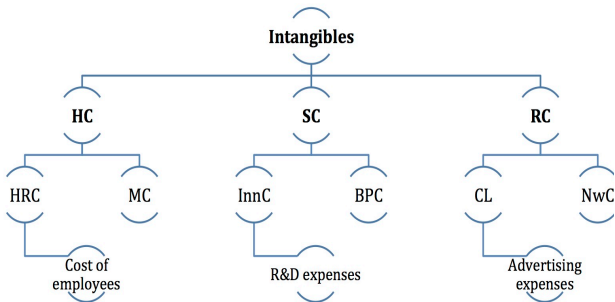 Intangibles
HC
SC
RC
HRC
MC
InnC
BPC
CL
NwC
Cost of
employees
R&D expenses
Advertising
expenses